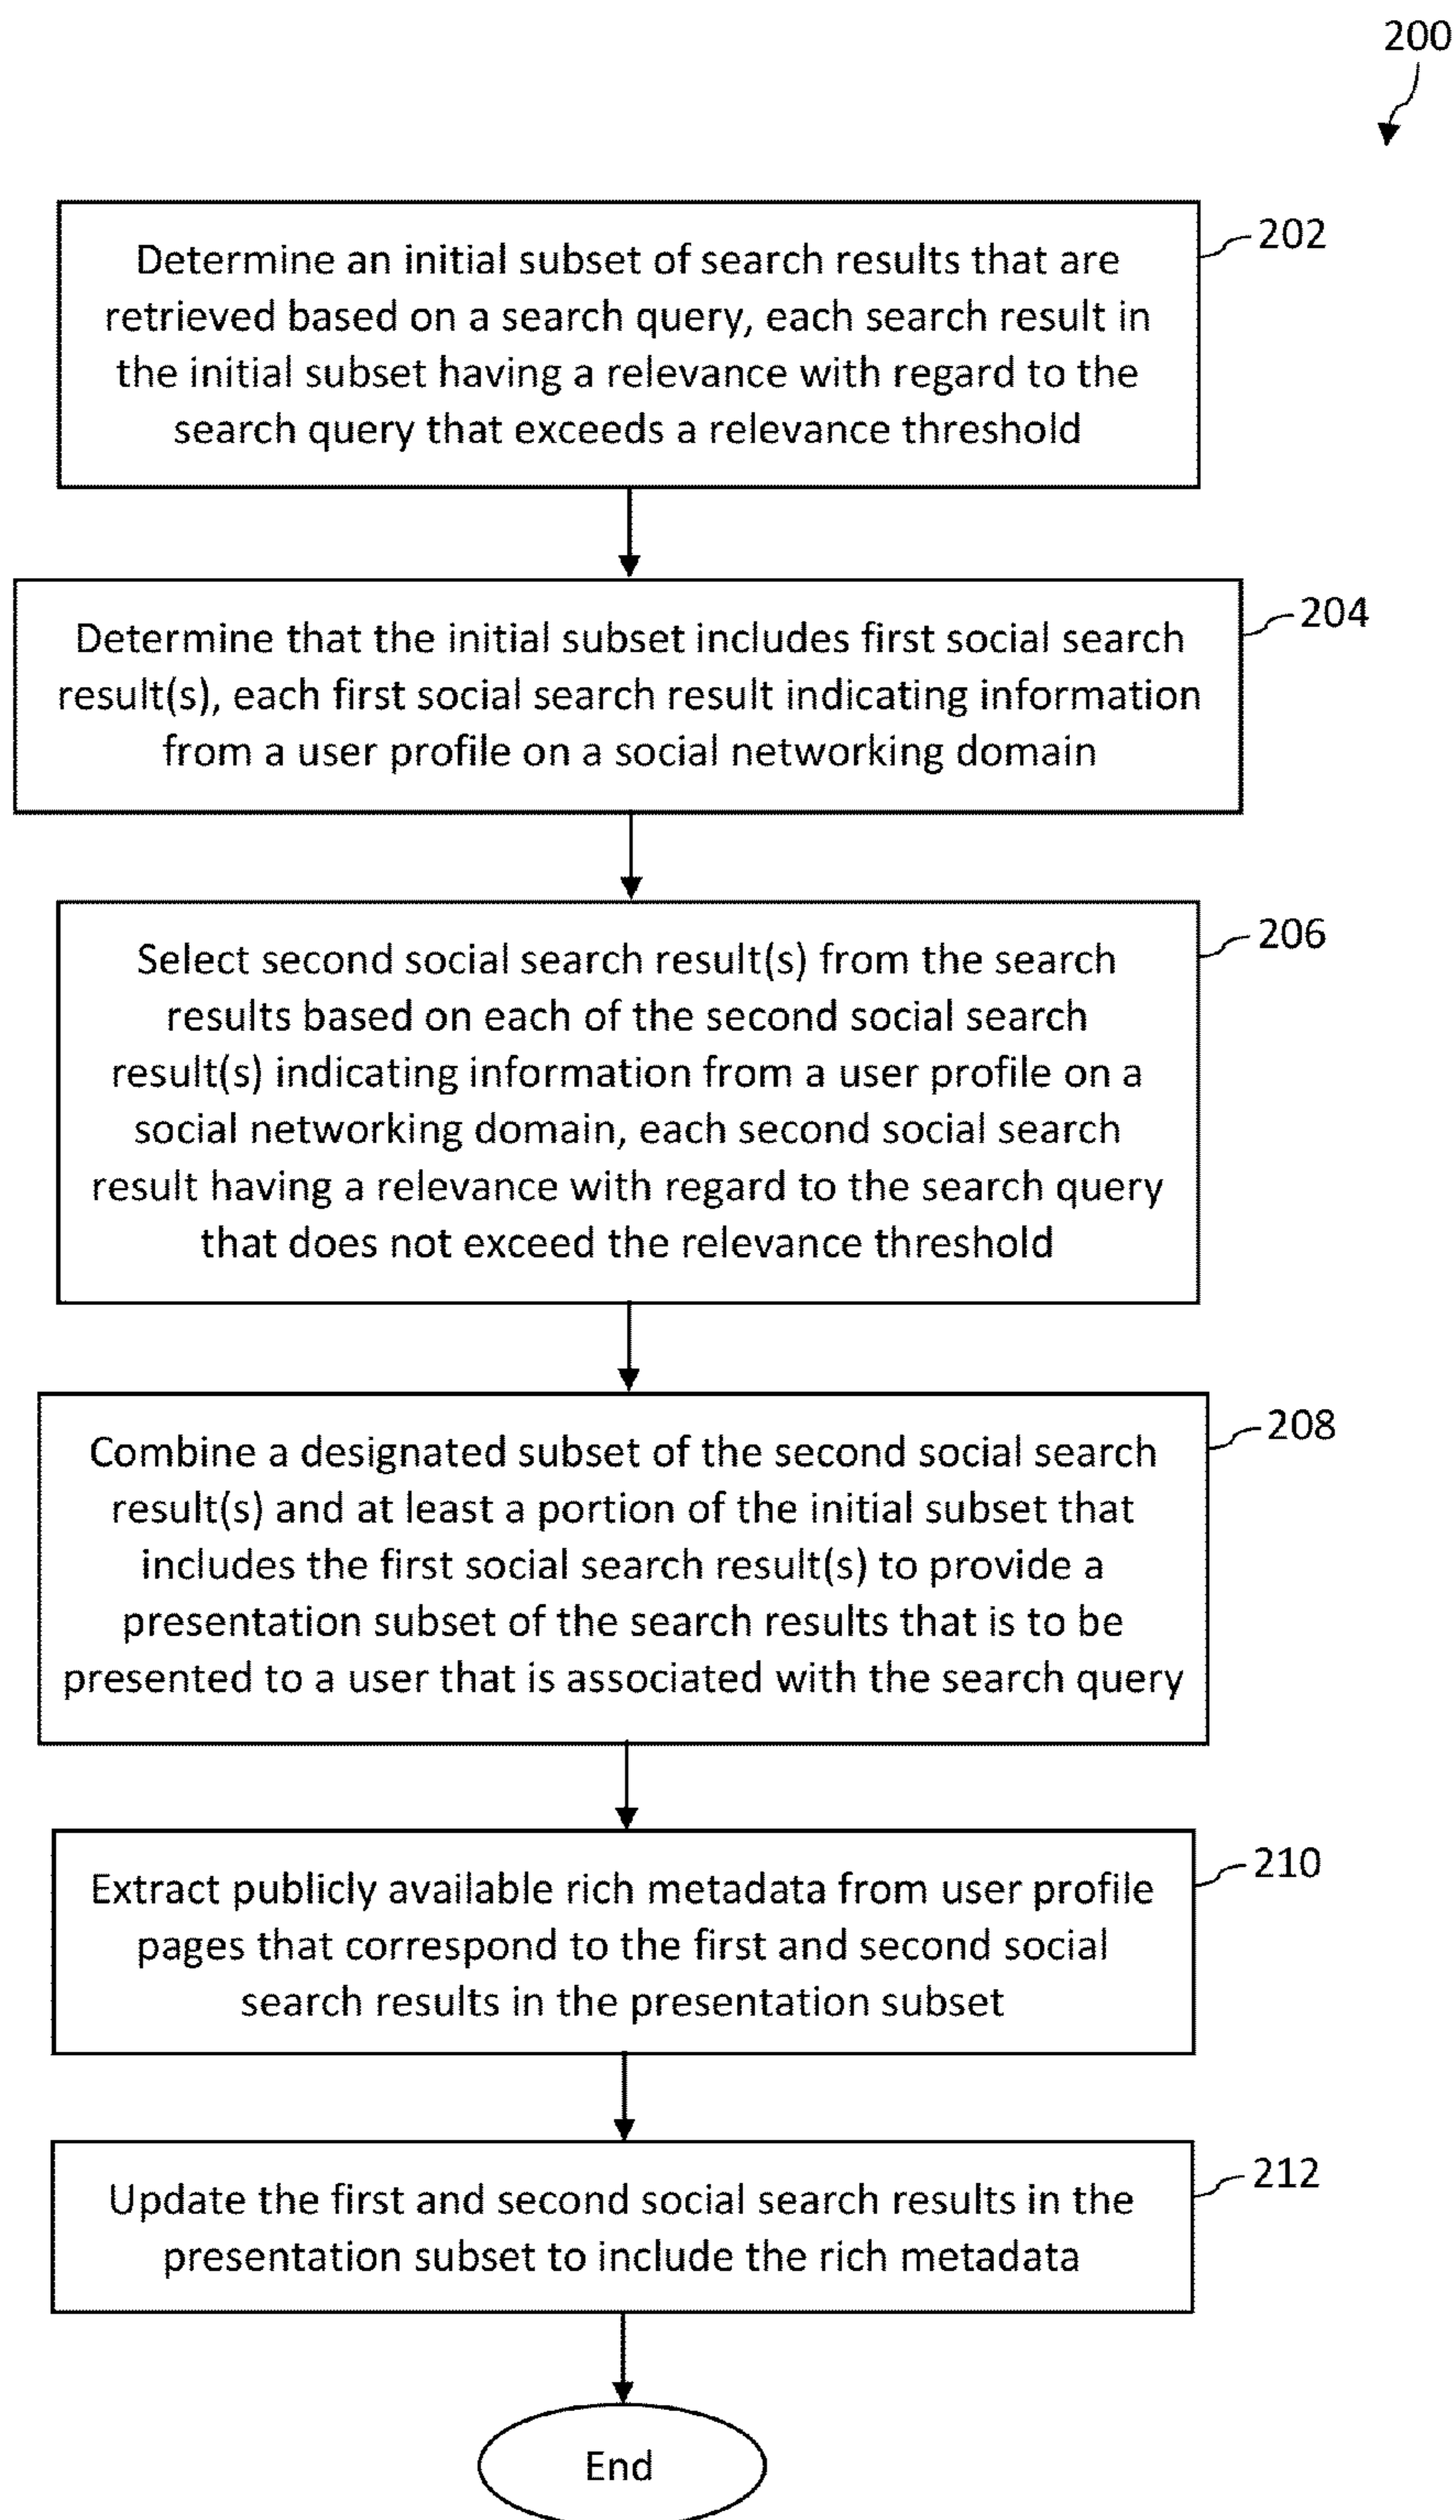 200
202
Determine an initial subset of search results that are
retrieved based on a search query, each search result in
the initial subset having a relevance with regard to the
search query that exceeds a relevance threshold
204
Determine that the initial subset includes first social search
result(s), each first social search result indicating information
from a user profile on a social networking domain
206
Select second social search result(s) from the search
results based on each of the second social search
result(s) indicating information from a user profile on a
social networking domain, each second social search
result having a relevance with regard to the search query
that does not exceed the relevance threshold
208
Combine a designated subset of the second social search
result(s) and at least a portion of the initial subset that
includes the first social search result(s) to provide a
presentation subset of the search results that is to be
presented to a user that is associated with the search query
210
Extract publicly available rich metadata from user profile
pages that correspond to the first and second social
search results in the presentation subset
212
Update the first and second social search results in the
presentation subset to include the rich metadata
End